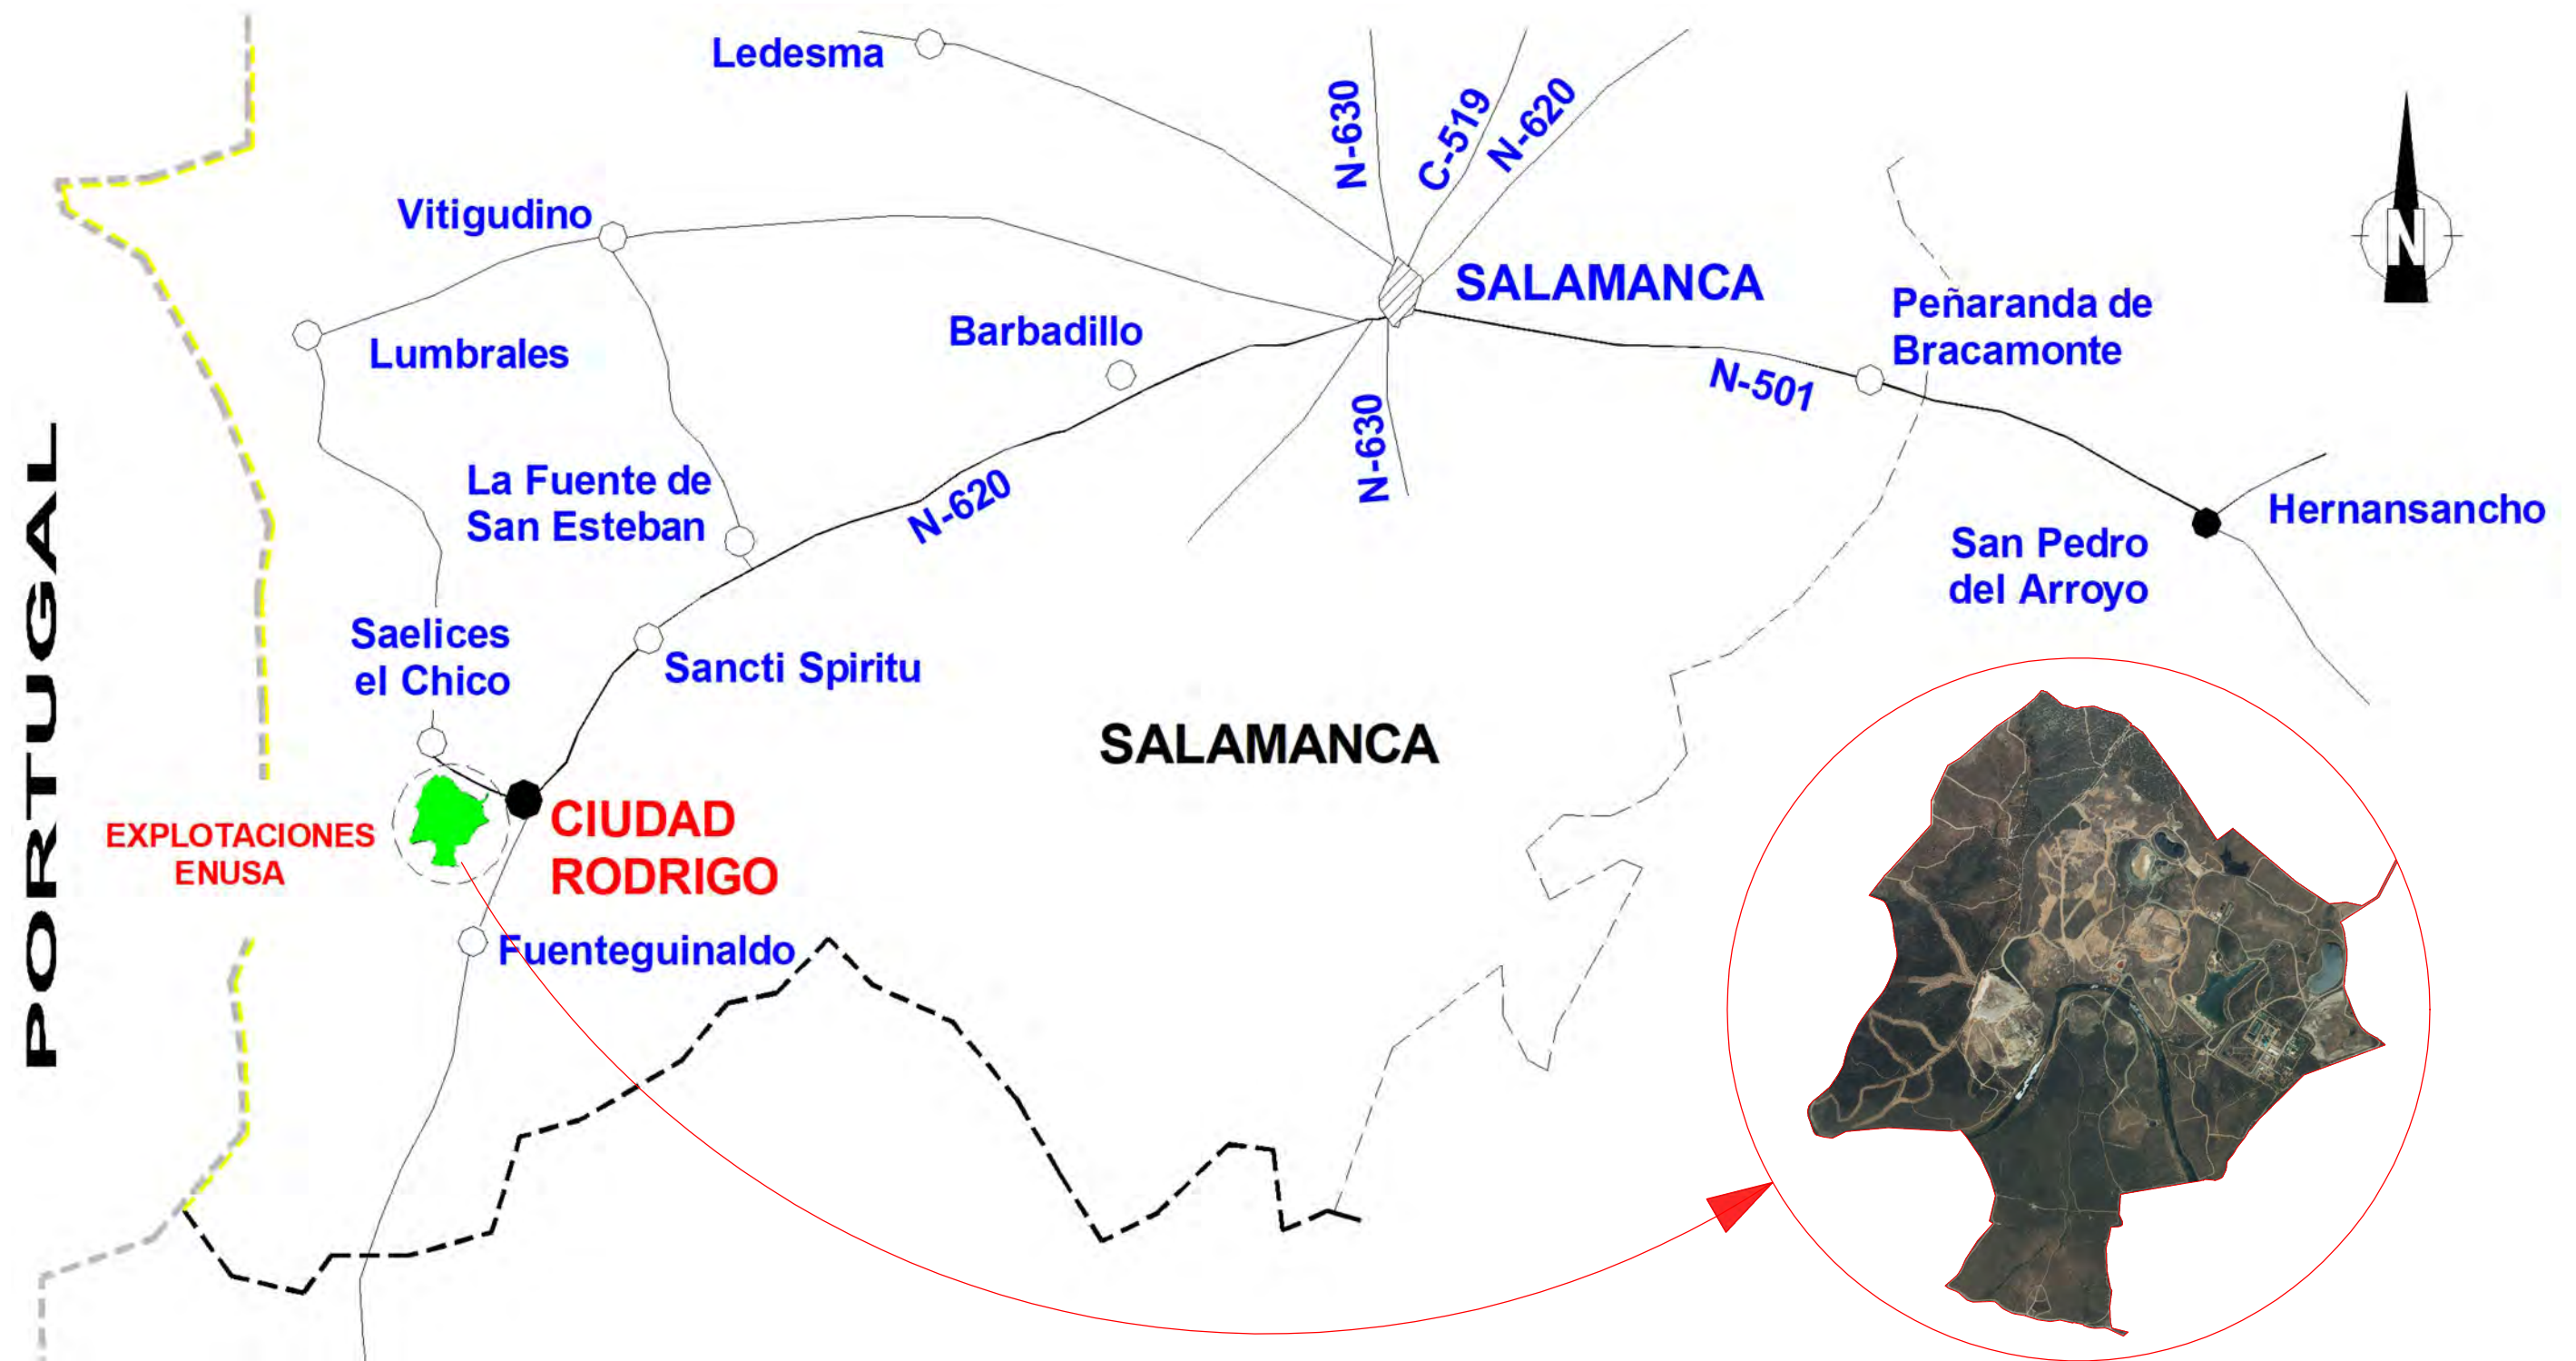 Ledesma
N-630
C-519
N-620
Vitigudino
N
SALAMANCA
Peñaranda de
Bracamonte
Barbadillo
Lumbrales
N-501
N-630
PORTUGAL
La Fuente de
San Esteban
N-620
Hernansancho
San Pedro
del Arroyo
Saelices
el Chico
Sancti Spiritu
SALAMANCA
EXPLOTACIONES
ENUSA
CIUDAD
RODRIGO
Fuenteguinaldo